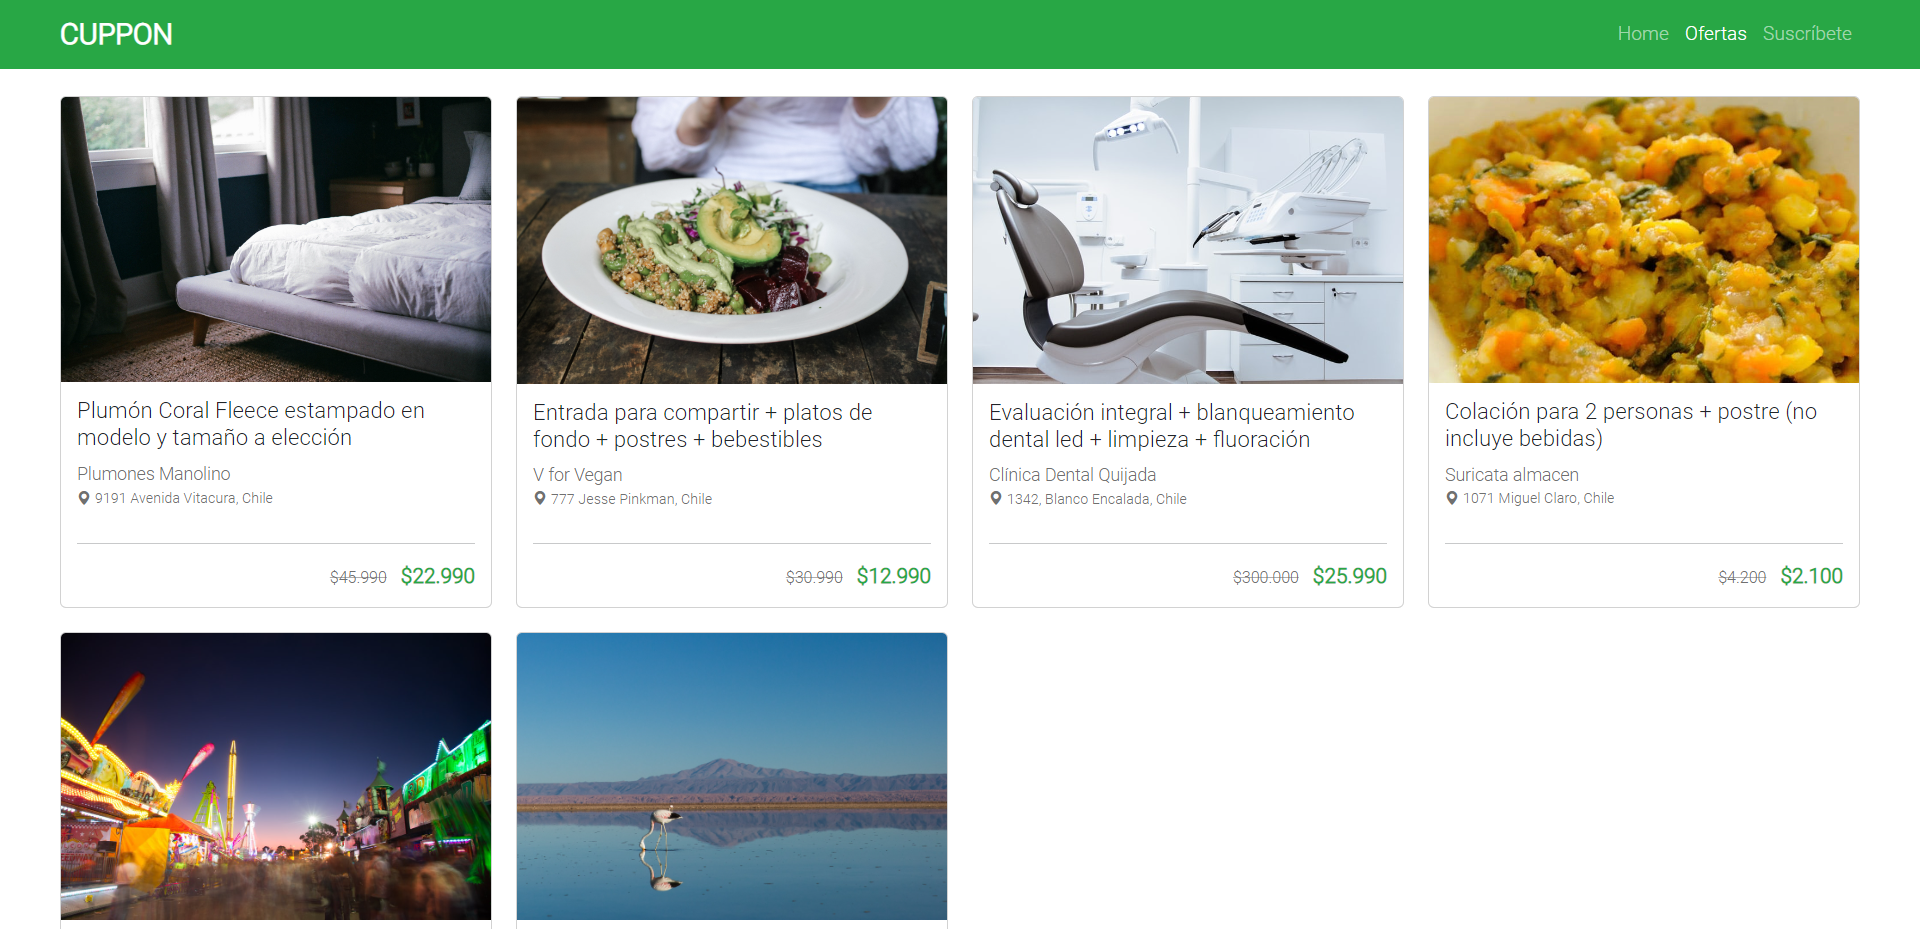 CUPPON
Home Ofertas Suscríbete
Plumón Coral Fleece estampado en
modelo y tamaño a elección
Plumones Manolino
9191 Avenida Vitacura, Chile
$45.990 $22.990
Entrada para compartir + platos de
fondo + postres + bebestibles
V for Vegan
777 Jesse Pinkman, Chile
$30.990 $12.990
Evaluación integral + blanqueamiento
dental led + limpieza + fluoración
Clínica Dental Quijada
1342, Blanco Encalada, Chile
$300.000 $25.990
Colación para 2 personas + postre (no
incluye bebidas)
Suricata almacen
1071 Miguel Claro, Chile
$4.200 $2.100